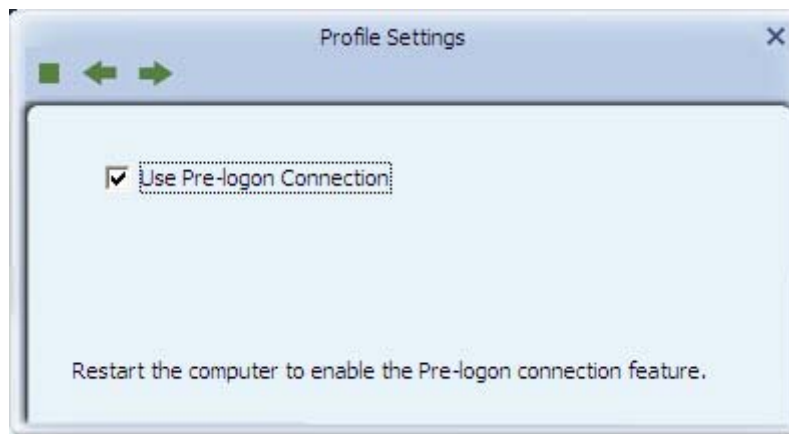 Profile Settings
Use Pre-logon Connection
Restart the computer to enable the Pre-logon connection feature.